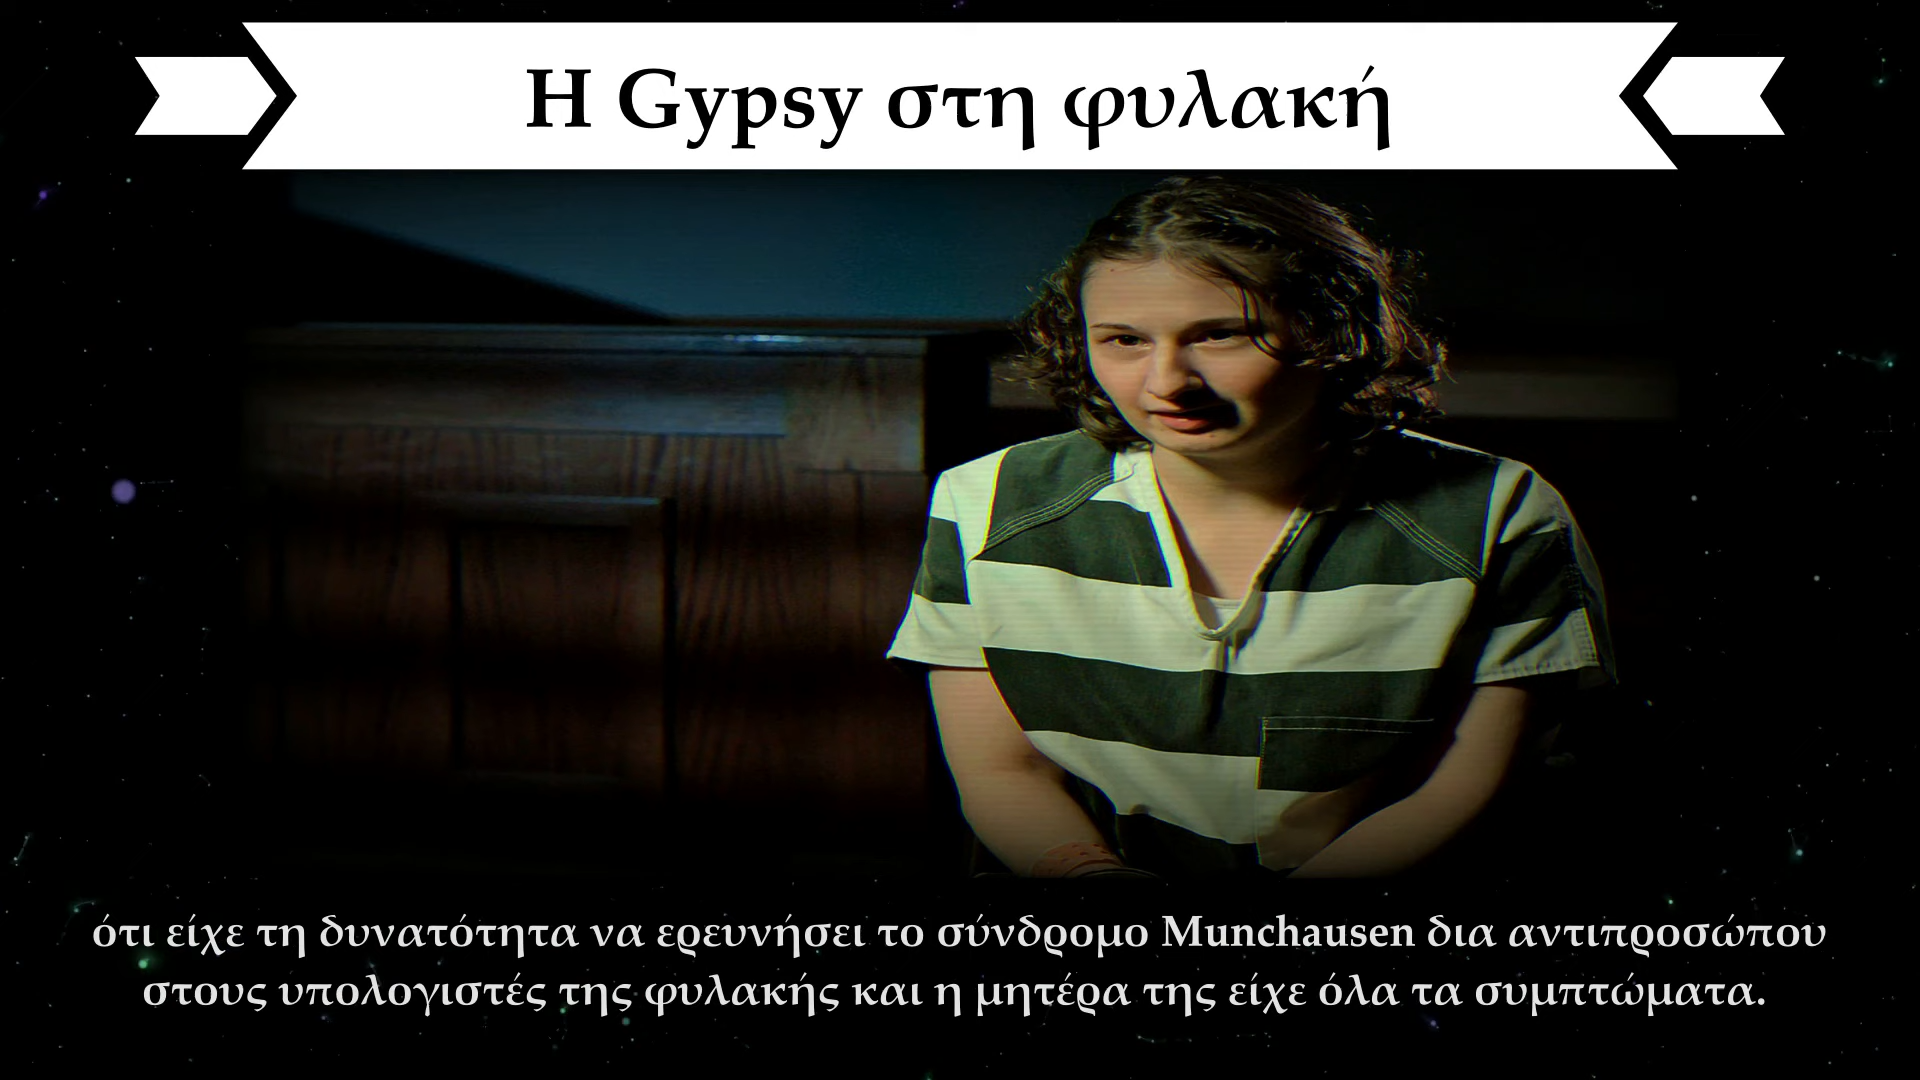 Η Gypsy στη φυλακή
ότι είχε τη δυνατότητα να ερευνήσει το σύνδρομο Munchausen δια αντιπροσώπου
στους υπολογιστές της φυλακής και η μητέρα της είχε όλα τα συμπτώματα.